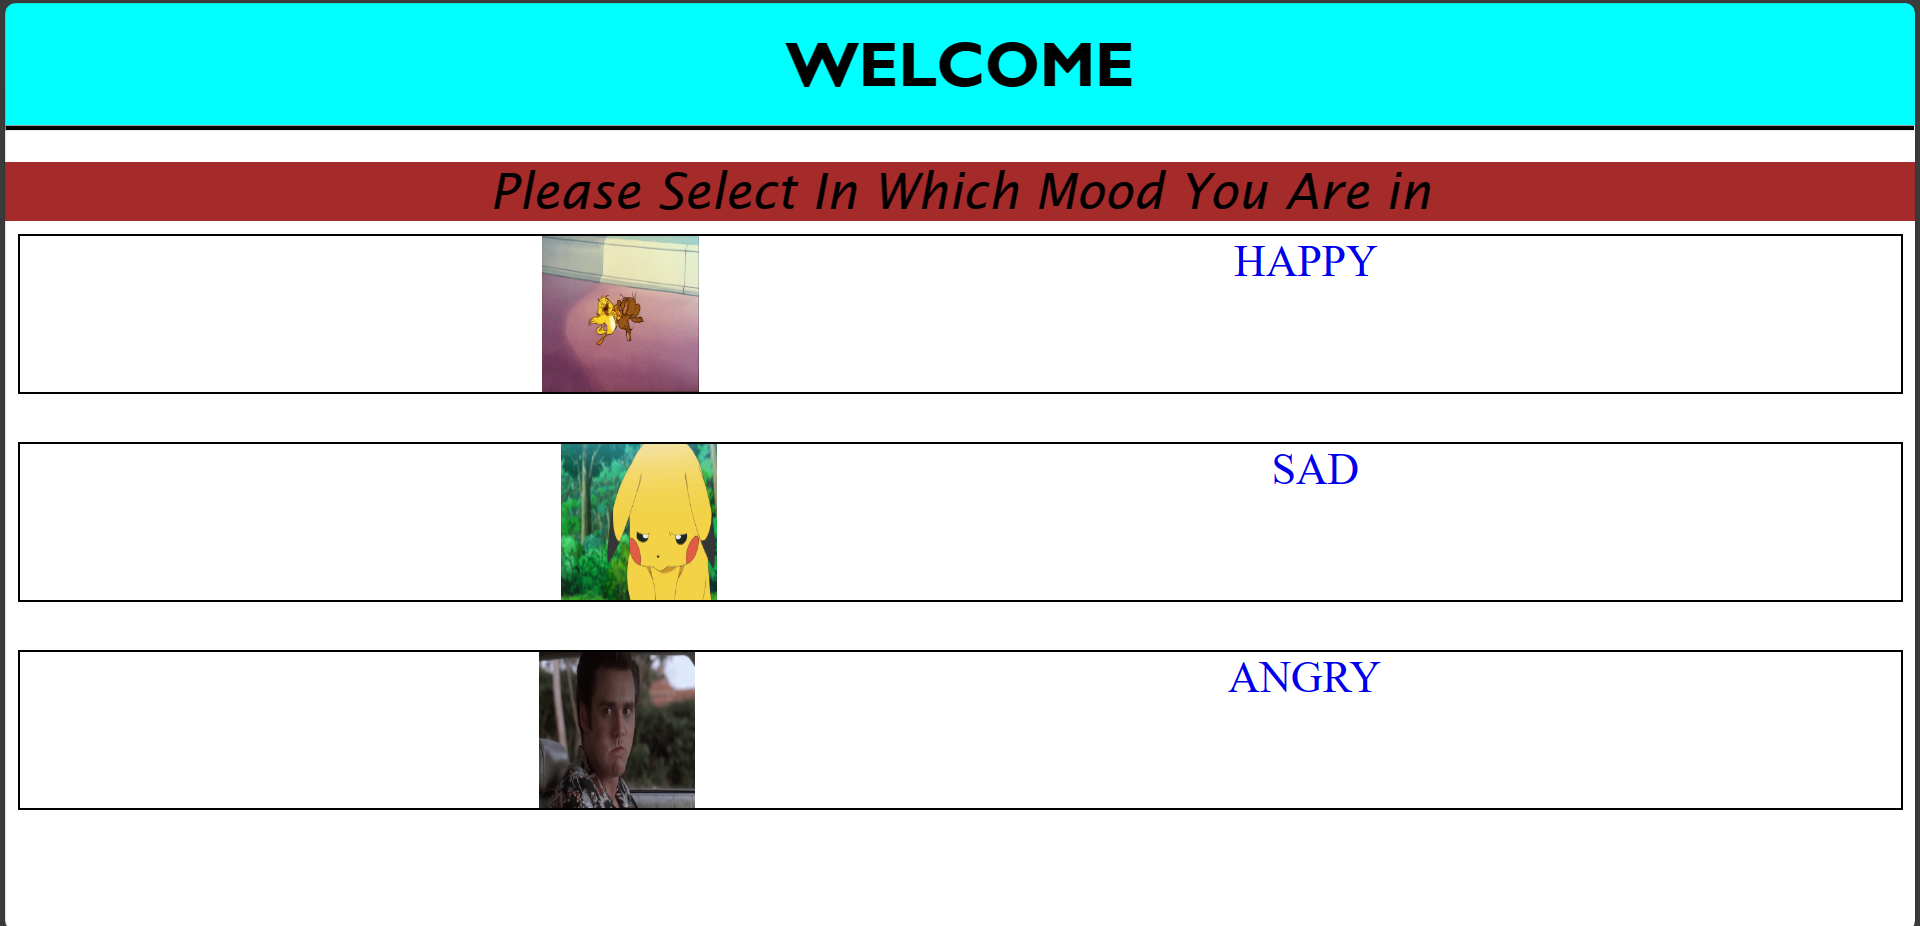 WELCOME
Please Select In Which Mood You Are in
HAPPY
SAD
ANGRY